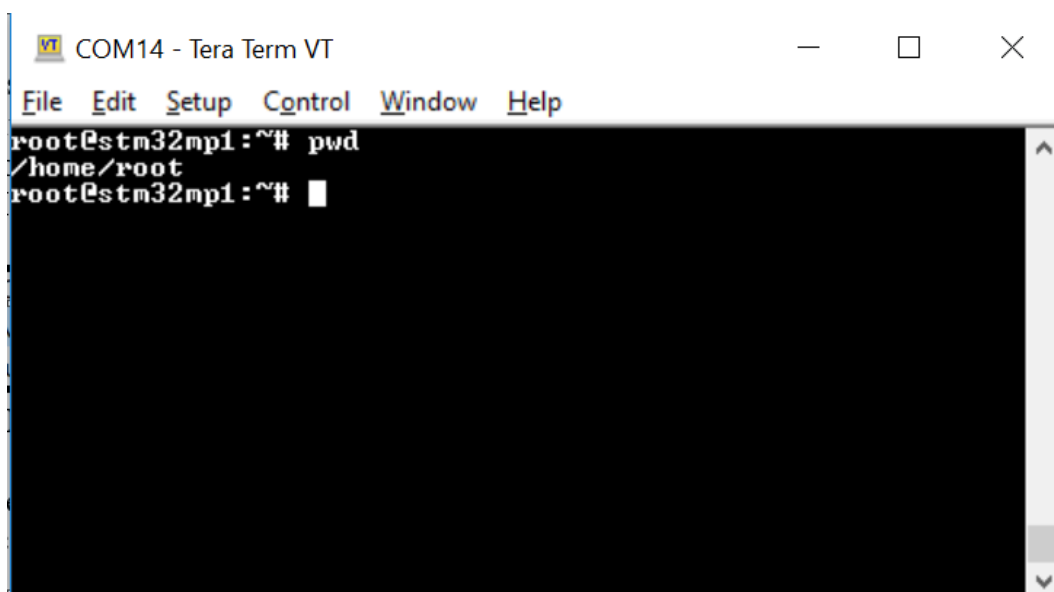 COM14 - Tera Term VT
File Edit Setup Control Window Help
root@stm32mp1:~# pwd
/home/root
root@stm32mp1:~#